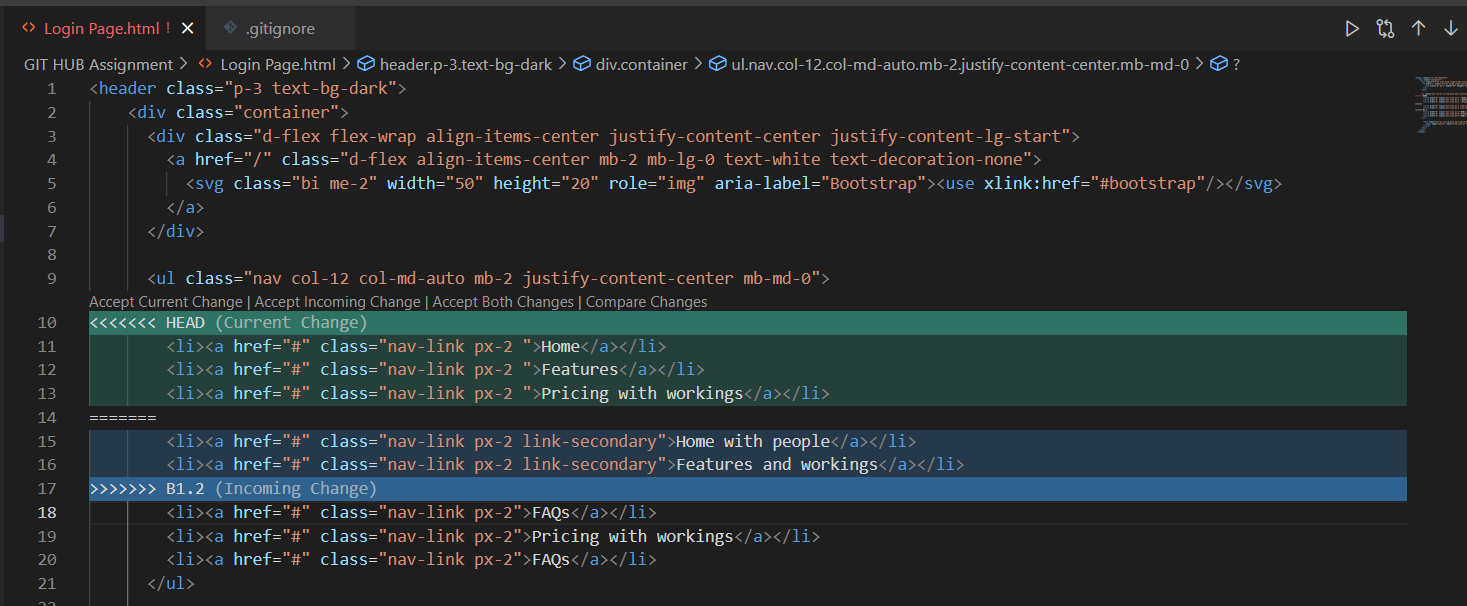 Login Page.html !
.gitignore
GIT HUB Assignment > Login Page.html > header.p-3.text-bg-dark > div.container > ul.nav.col-12.col-md-auto.mb-2.justify-content-center.mb-md-0 > ?
1 <header class="p-3 text-bg-dark">
2 <div class="container">
3 <div class="d-flex flex-wrap align-items-center justify-content-center justify-content-lg-start">
4 <a href="/" class="d-flex align-items-center mb-2 mb-lg-0 text-white text-decoration-none">
5 <svg class="bi me-2" width="50" height="20" role="img" aria-label="Bootstrap"><use xlink:href="#bootstrap"/></svg>
6 </a>
7 </div>
8
9 <ul class="nav col-12 col-md-auto mb-2 justify-content-center mb-md-0">
Accept Current Change | Accept Incoming Change | Accept Both Changes | Compare Changes
10 <<<<<<< HEAD (Current Change)
11 <li><a href="#" class="nav-link px-2 ">Home</a></li>
12 <li><a href="#" class="nav-link px-2 ">Features</a></li>
13 <li><a href="#" class="nav-link px-2 ">Pricing with workings</a></li>
14 =======
15 <li><a href="#" class="nav-link px-2 link-secondary">Home with people</a></li>
16 <li><a href="#" class="nav-link px-2 link-secondary">Features and workings</a></li>
17 >>>>>>> B1.2 (Incoming Change)
18 <li><a href="#" class="nav-link px-2">FAQs</a></li>
19 <li><a href="#" class="nav-link px-2">Pricing with workings</a></li>
20 <li><a href="#" class="nav-link px-2">FAQs</a></li>
21 </ul>